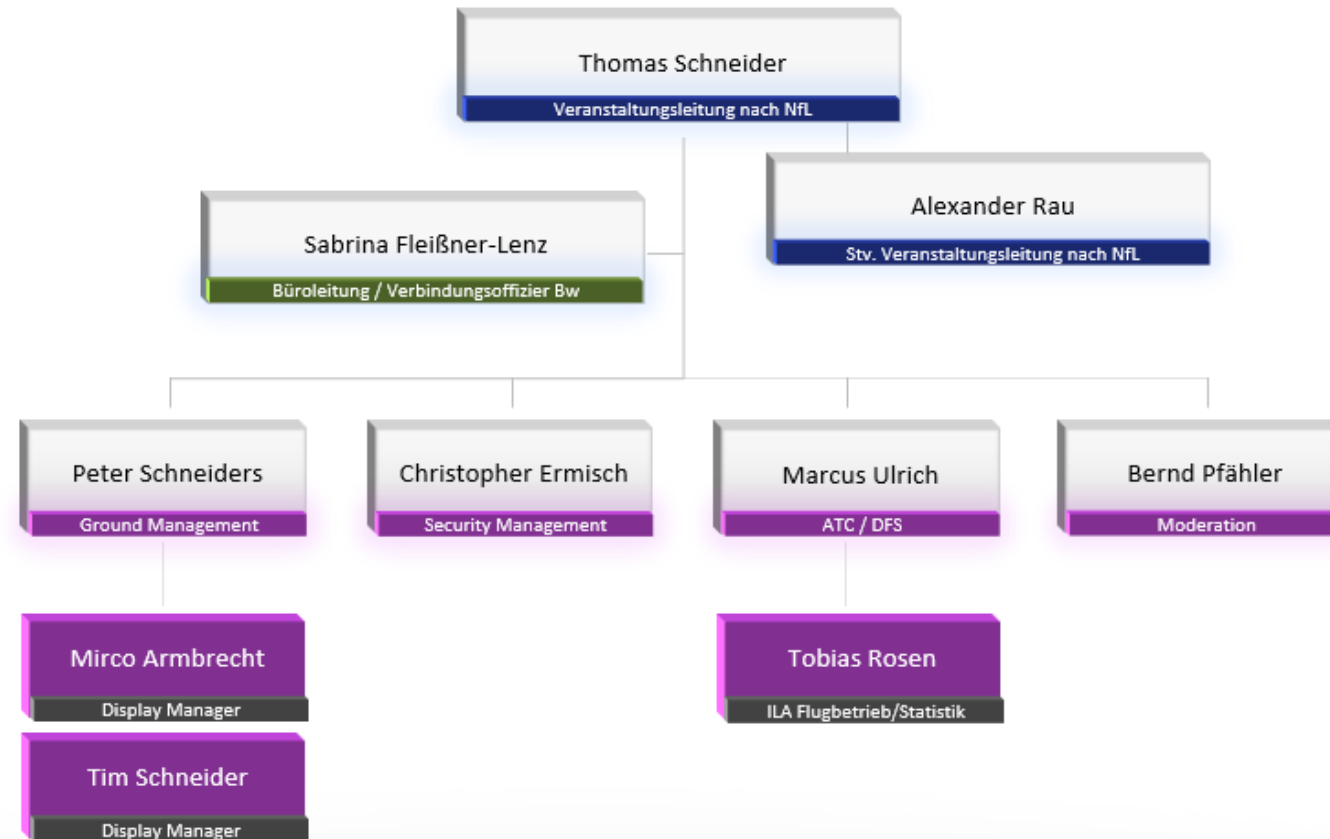 Thomas Schneider
Veranstaltungsleitung nach NfL
Alexander Rau
Stv. Veranstaltungsleitung nach NfL
Sabrina Fleißner-Lenz
Büroleitung / Verbindungsoffizier Bw
Peter Schneiders
Ground Management
Christopher Ermisch
Security Management
Marcus Ulrich
ATC / DFS
Bernd Pfähler
Moderation
Mirco Armbrecht
Display Manager
Tobias Rosen
ILA Flugbetrieb/Statistik
Tim Schneider
Display Manager